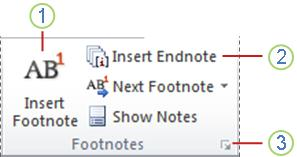 1
AB1
Insert
Footnote
[i] Insert Endnote
2
AB1 Next Footnote
Show Notes
Footnotes
3